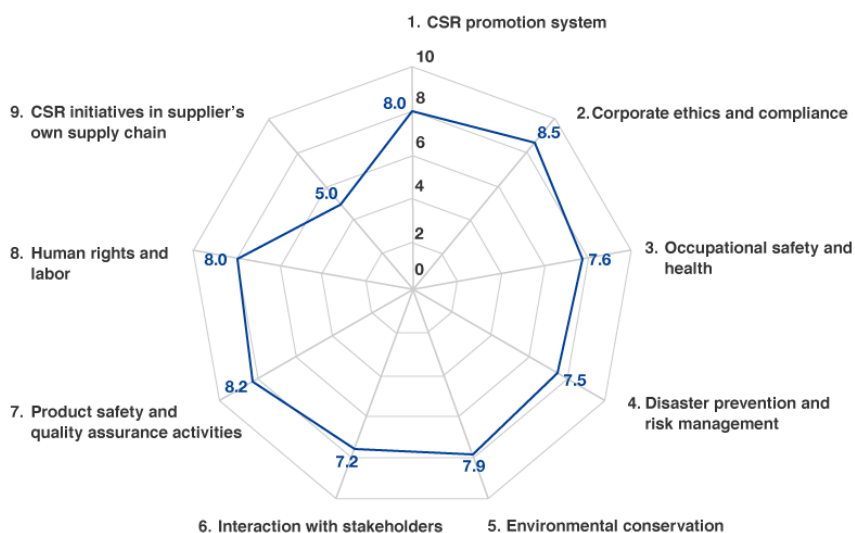 1. CSR promotion system
10
8.0
8
9. CSR initiatives in supplier's
own supply chain
2. Corporate ethics and compliance
8.5
6
4
5.0
2
8. Human rights and
labor
8.0
0
7.6
3. Occupational safety and
health
7.5
8.2
7. Product safety and
quality assurance activities
4. Disaster prevention and
risk management
7.2
7.9
6. Interaction with stakeholders
5. Environmental conservation